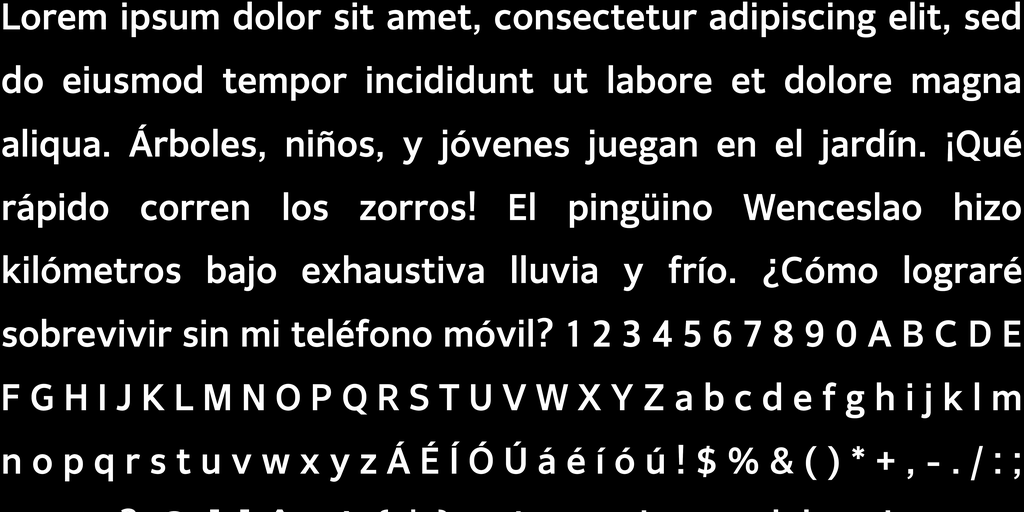 Lorem ipsum dolor sit amet, consectetur adipiscing elit, sed
do eiusmod tempor incididunt ut labore et dolore magna
aliqua. Árboles, niños, y jóvenes juegan en el jardín. ¡Qué
rápido corren los zorros! El pingüino Wenceslao hizo
kilómetros bajo exhaustiva lluvia y frío. ¿Cómo lograré
sobrevivir sin mi teléfono móvil? 1 2 3 4 5 6 7 8 9 0 A B C D E
F G H I J K L M N O P Q R S T U V W X Y Z a b c d e f g h i j k l m
n o p q r s t u v w x y z Á É Í Ó Ú á é í ó ú ! $ % & ( ) * + , - . / : ;